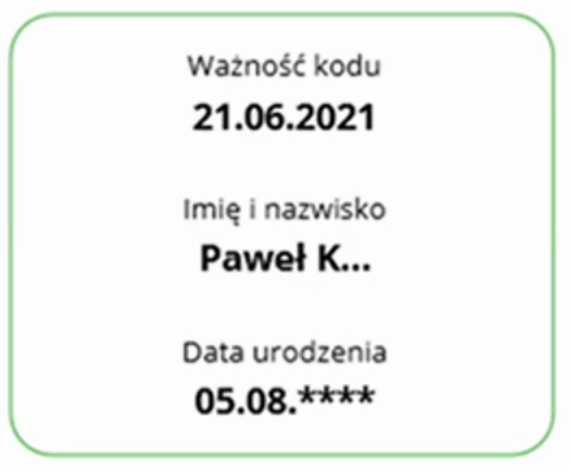 Ważność kodu
21.06.2021
Imię i nazwisko
Paweł K...
Data urodzenia
05.08.****